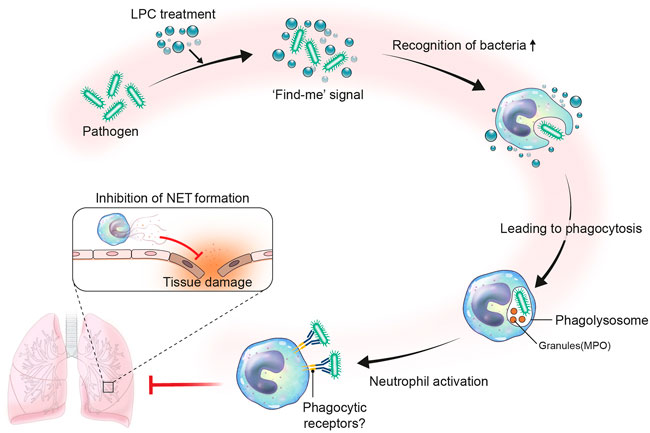 LPC treatment
Pathogen
'Find-me' signal
Recognition of bacteria ⬆
Leading to phagocytosis
Phagolysosome
Granules(MPO)
Neutrophil activation
Phagocytic
receptors?
Inhibition of NET formation
Tissue damage